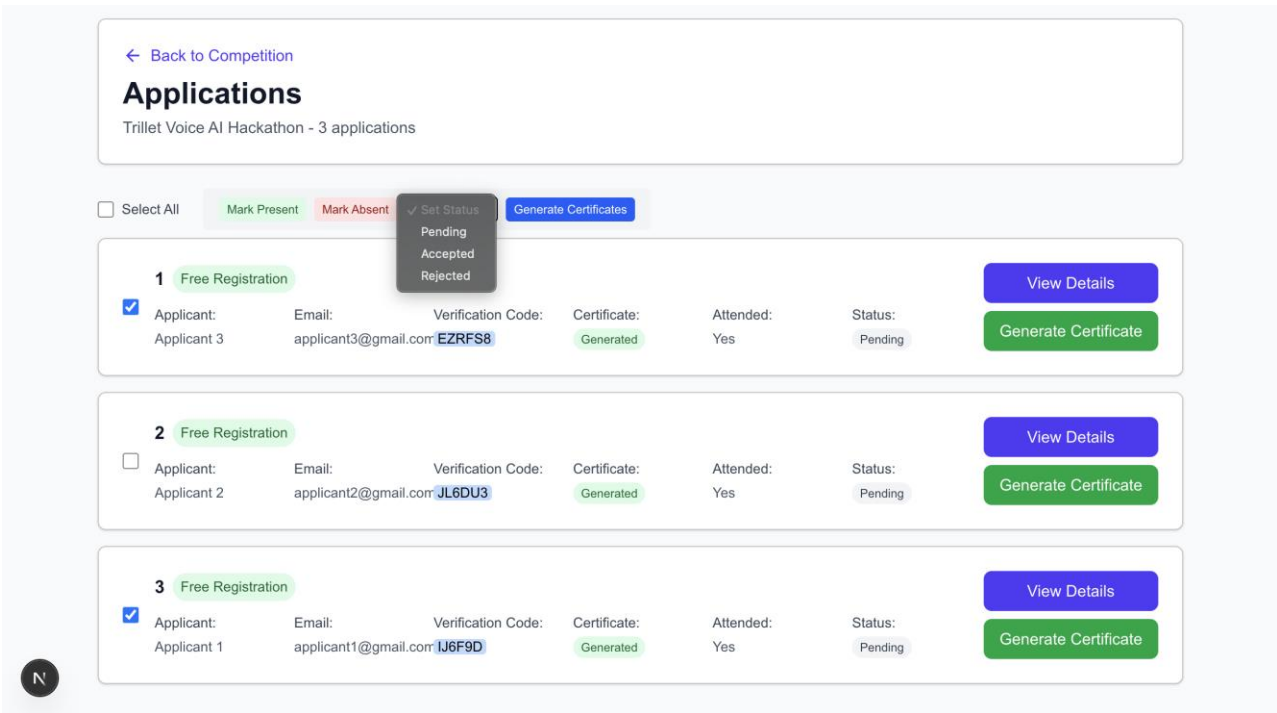 ← Back to Competition
Applications
Trillet Voice AI Hackathon - 3 applications
Select All
Mark Present
Mark Absent
✓ Set Status
Pending
Accepted
Rejected
Generate Certificates
1 Free Registration
Applicant: Email: Verification Code: Certificate: Attended: Status:
Applicant 3 applicant3@gmail.com EZRFS8 Generated Yes Pending
View Details
Generate Certificate
2 Free Registration
Applicant: Email: Verification Code: Certificate: Attended: Status:
Applicant 2 applicant2@gmail.com JL6DU3 Generated Yes Pending
View Details
Generate Certificate
3 Free Registration
Applicant: Email: Verification Code: Certificate: Attended: Status:
Applicant 1 applicant1@gmail.com IJ6F9D Generated Yes Pending
View Details
Generate Certificate
N